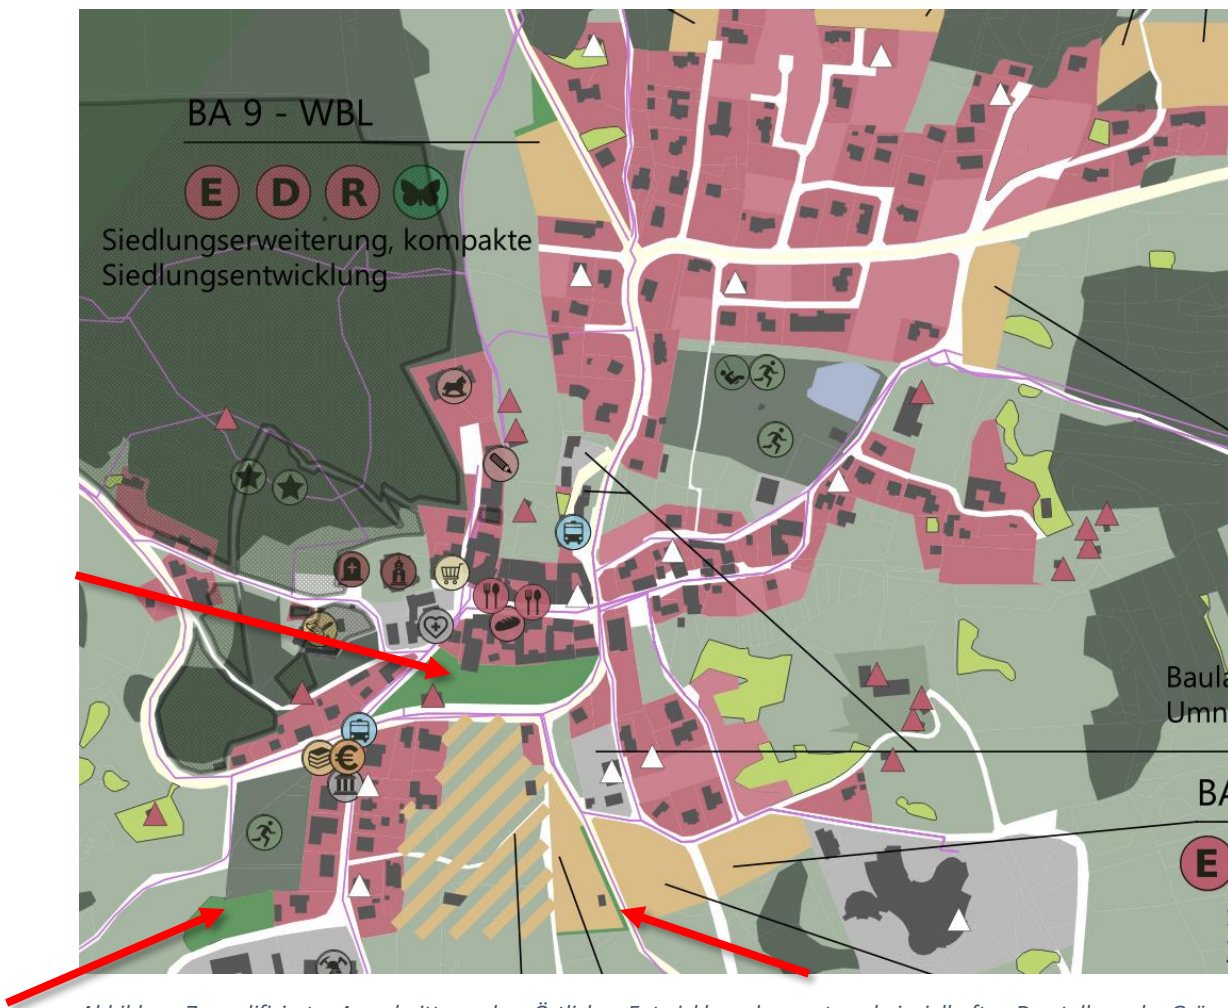 BA 9 - WBL
E D R
Siedlungserweiterung, kompakte
Siedlungsentwicklung
€
Baula
Umn
BA
E